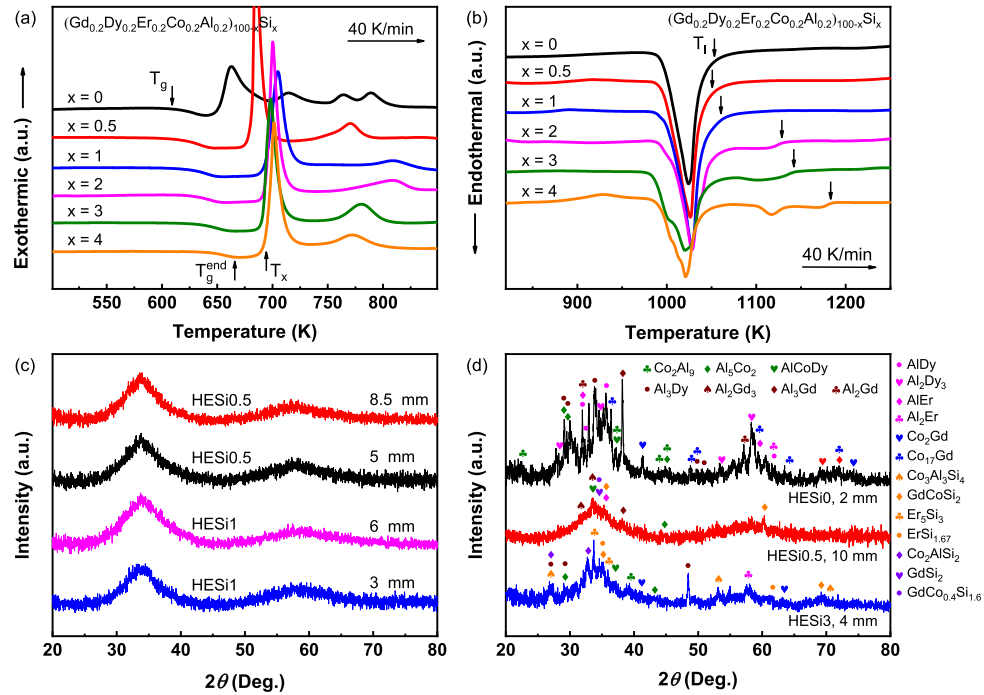 (a)
(Gd0.2Dy0.2Er0.2Co0.2Al0.2)100-xSix
40 K/min
Tg
x = 0
x = 0.5
x = 1
x = 2
x = 3
x = 4
Tgend
Tx
Exothermic (a.u.)
500 550 600 650 700 750 800
Temperature (K)
(b)
(Gd0.2Dy0.2Er0.2Co0.2Al0.2)100-xSix
Tl
x = 0
x = 0.5
x = 1
x = 2
x = 3
x = 4
40 K/min
Endothermal (a.u.)
900 1000 1100 1200
Temperature (K)
(c)
HESi0.5 8.5 mm
HESi0.5 5 mm
HESi1 6 mm
HESi1 3 mm
Intensity (a.u.)
20 30 40 50 60 70 80
2θ (Deg.)
(d)
♣ Co2Al9 ♦ Al5Co2 ♥ AlCoDy
● Al3Dy ♠ Al2Gd3 ♦ Al3Gd ♣ Al2Gd
HESi0, 2 mm
HESi0.5, 10 mm
HESi3, 4 mm
Intensity (a.u.)
20 30 40 50 60 70 80
2θ (Deg.)
● AlDy
♥ Al2Dy3
♦ AlEr
♣ Al2Er
♥ Co2Gd
♣ Co17Gd
♠ Co3Al3Si4
♦ GdCoSi2
♣ Er5Si3
● ErSi1.67
♦ Co2AlSi2
♥ GdSi2
● GdCo0.4Si1.6